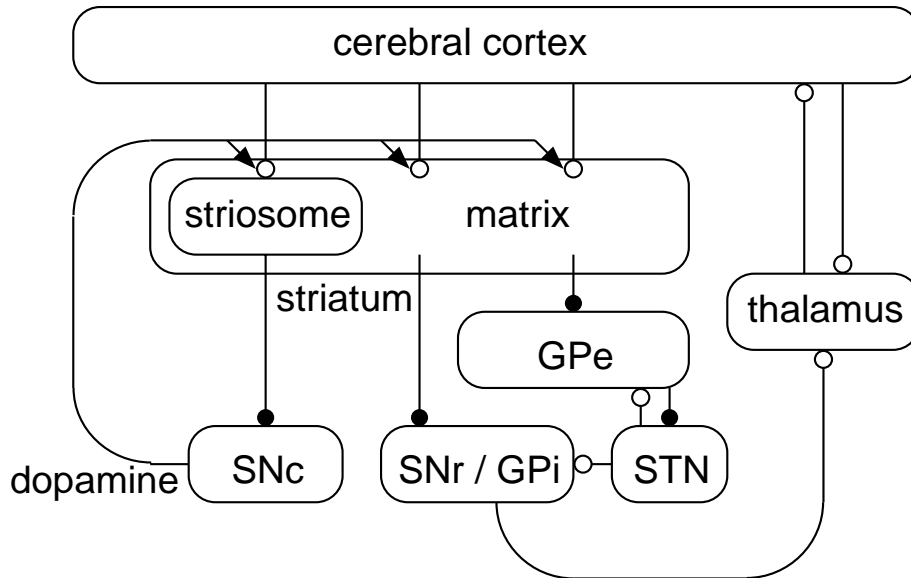 cerebral cortex
striosome
matrix
striatum
thalamus
GPe
dopamine
SNc
SNr / GPi
STN